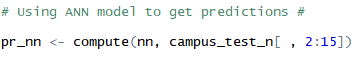 # Using ANN model to get predictions #
pr_nn <- compute(nn, campus_test_n[ , 2:15])